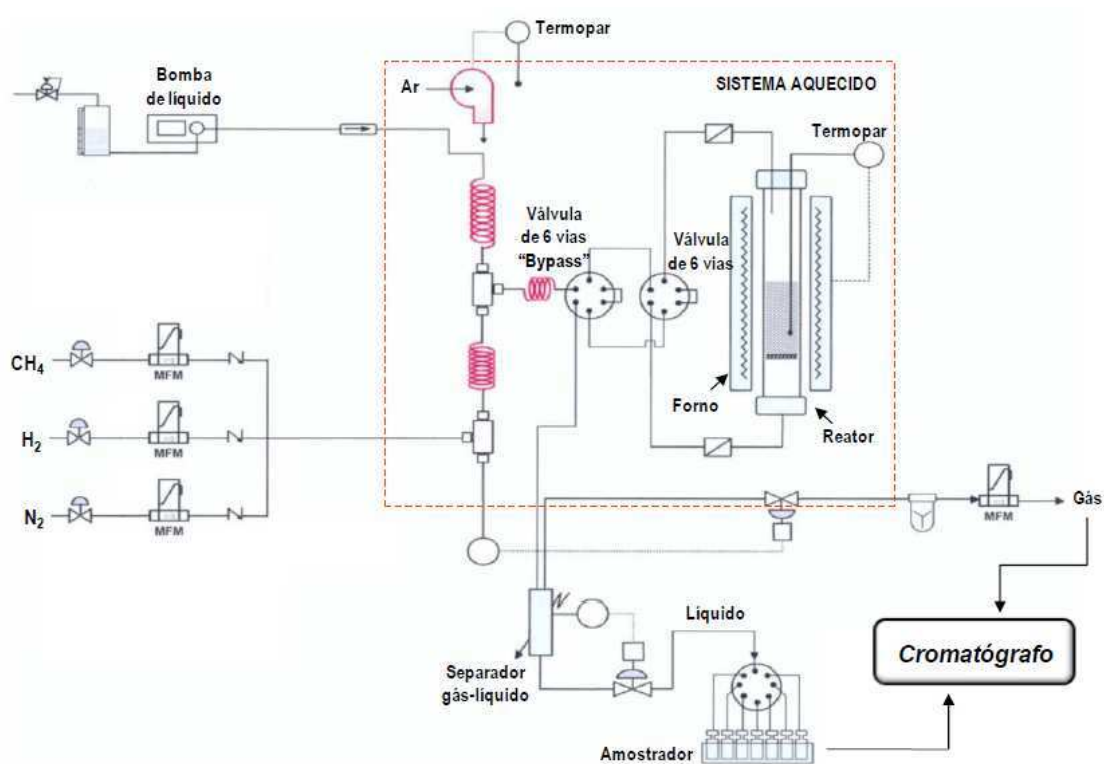 Termopar
Bomba
de líquido
Ar
SISTEMA AQUECIDO
Termopar
Válvula
de 6 vias
“Bypass”
Válvula
de 6 vias
CH4
MFM
Forno
Reator
H2
MFM
N2
MFM
MFM
Gás
Líquido
Separador
gás-líquido
Cromatógrafo
Amostrador